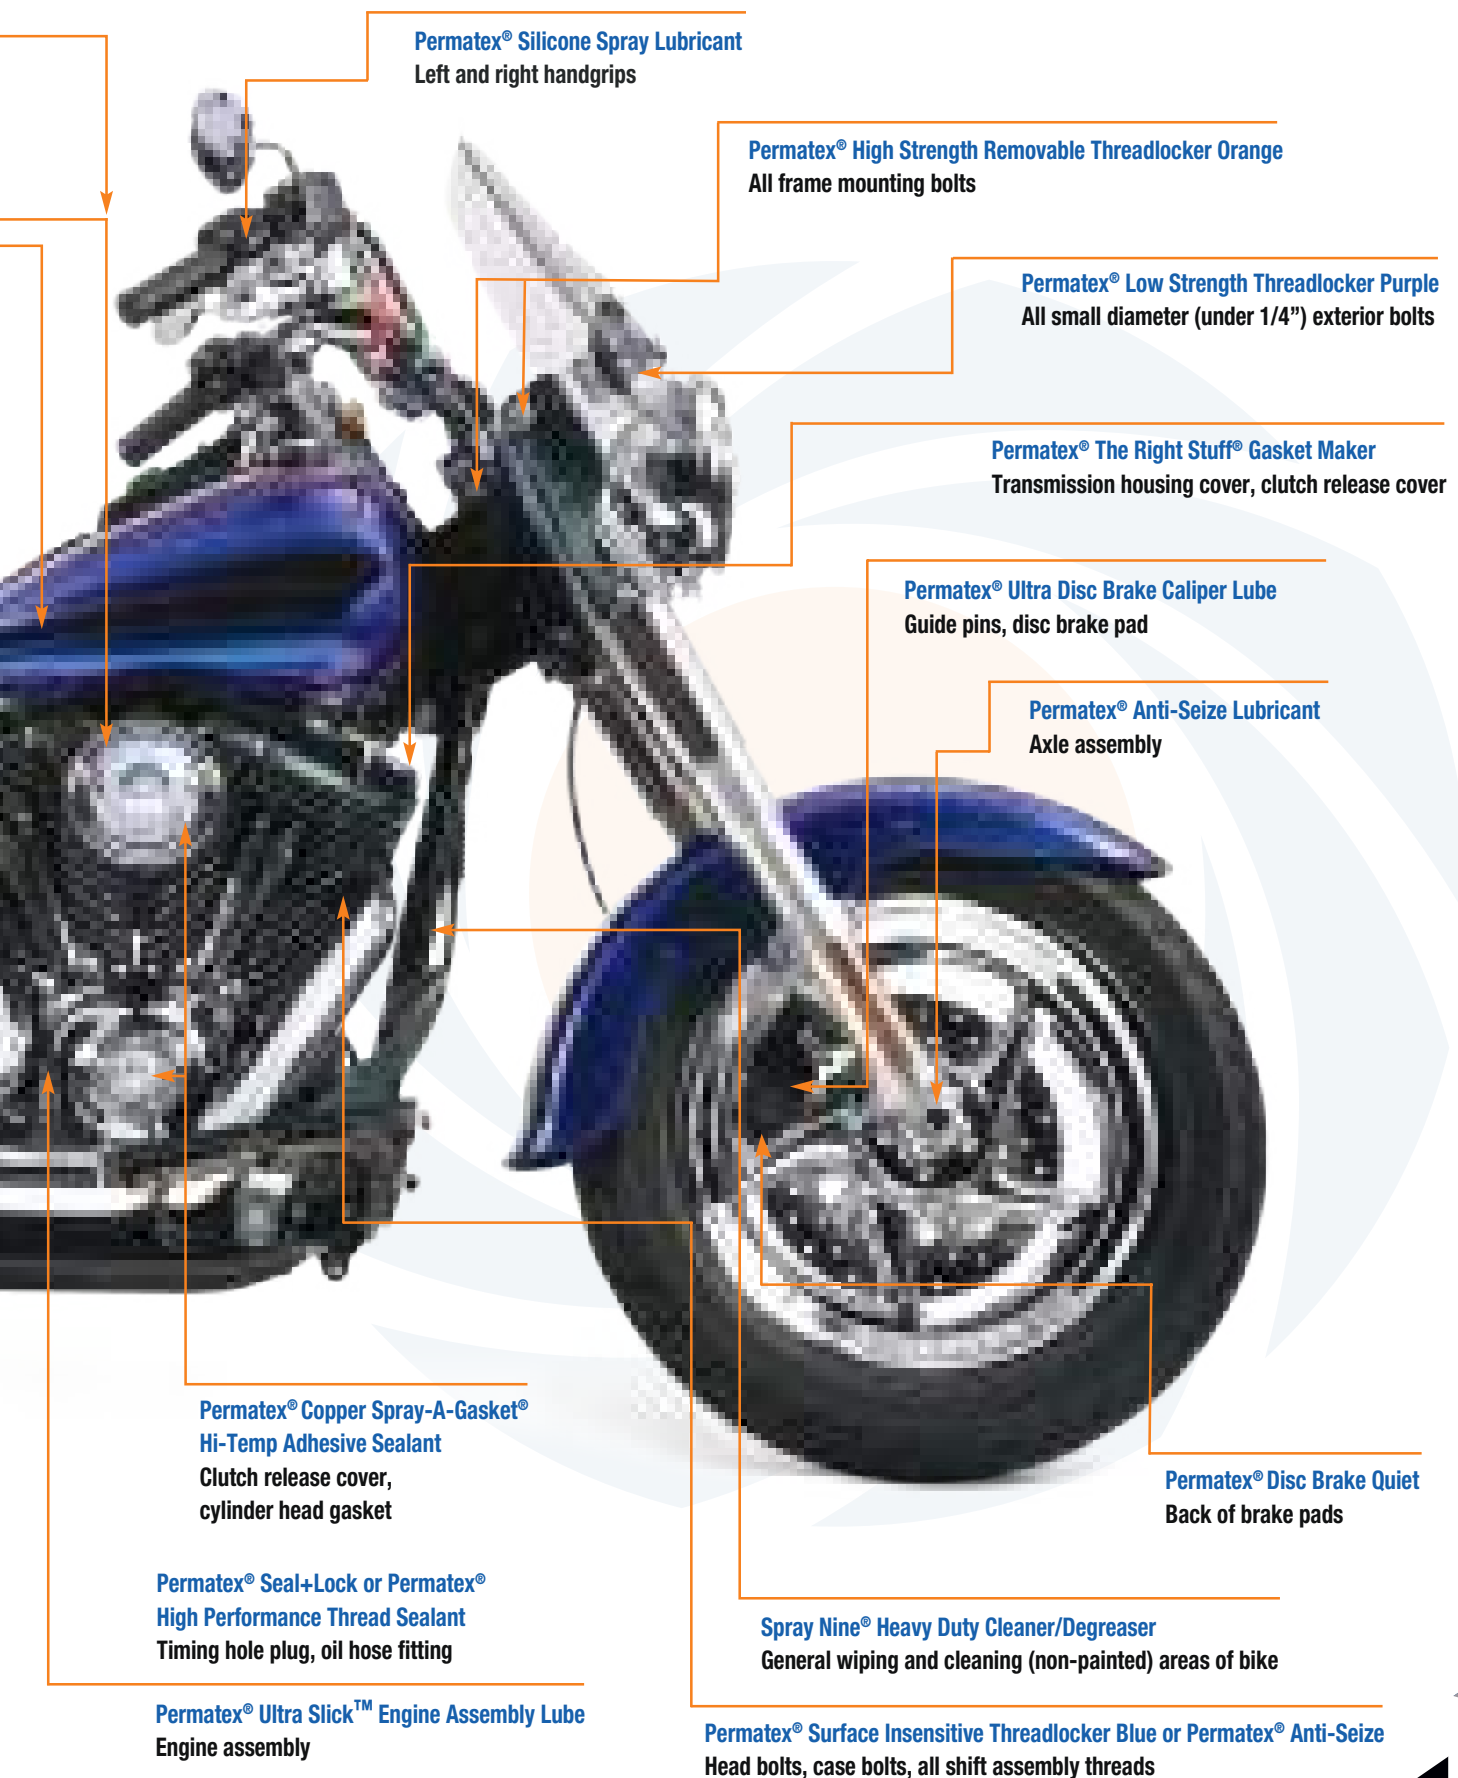 Permatex® Silicone Spray Lubricant
Left and right handgrips
Permatex® High Strength Removable Threadlocker Orange
All frame mounting bolts
Permatex® Low Strength Threadlocker Purple
All small diameter (under 1/4”) exterior bolts
Permatex® The Right Stuff® Gasket Maker
Transmission housing cover, clutch release cover
Permatex® Ultra Disc Brake Caliper Lube
Guide pins, disc brake pad
Permatex® Anti-Seize Lubricant
Axle assembly
Permatex® Copper Spray-A-Gasket®
Hi-Temp Adhesive Sealant
Clutch release cover,
cylinder head gasket
Permatex® Disc Brake Quiet
Back of brake pads
Permatex® Seal+Lock or Permatex®
High Performance Thread Sealant
Timing hole plug, oil hose fitting
Spray Nine® Heavy Duty Cleaner/Degreaser
General wiping and cleaning (non-painted) areas of bike
Permatex® Ultra Slick™ Engine Assembly Lube
Engine assembly
Permatex® Surface Insensitive Threadlocker Blue or Permatex® Anti-Seize
Head bolts, case bolts, all shift assembly threads